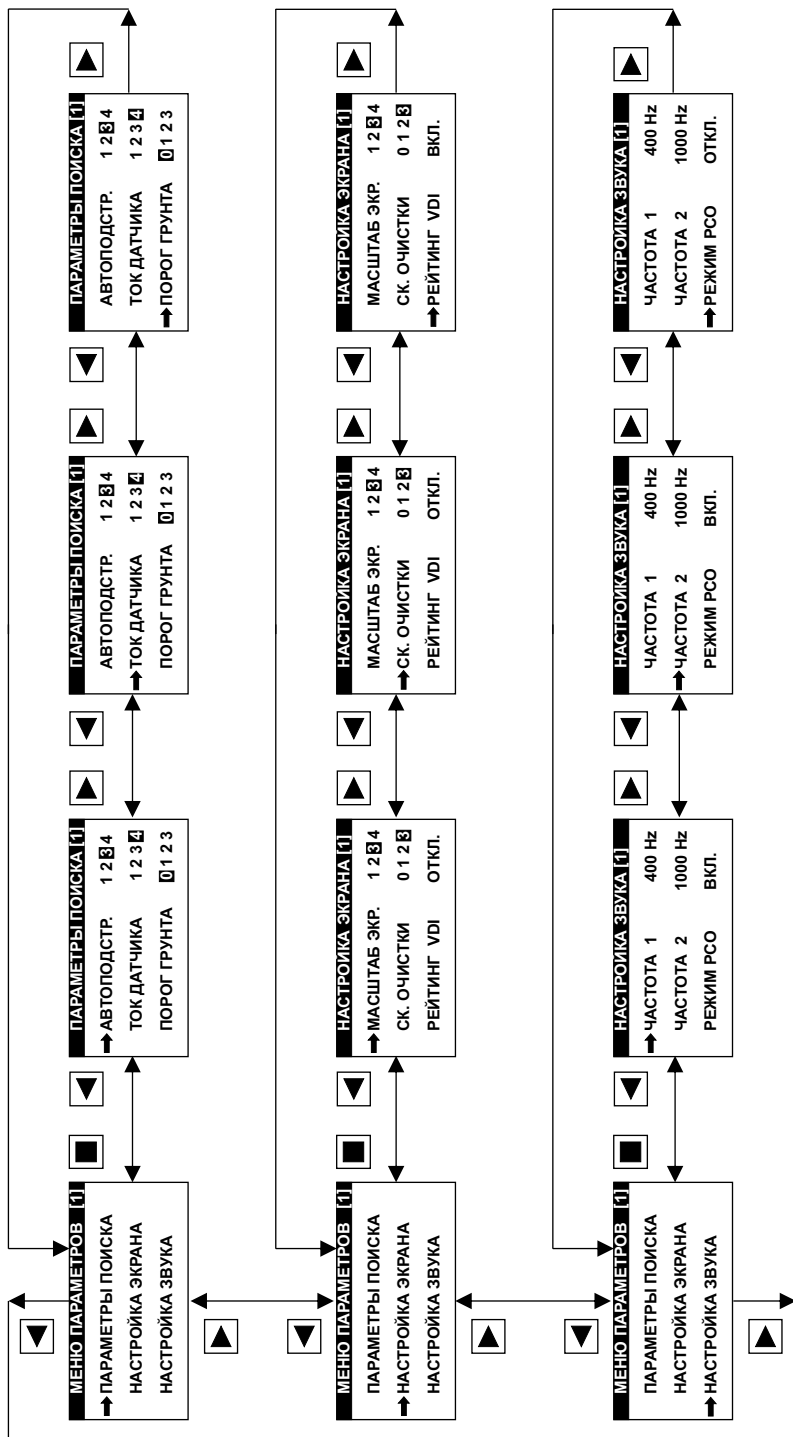 МЕНЮ ПАРАМЕТРОВ [1]
ПАРАМЕТРЫ ПОИСКА
НАСТРОЙКА ЭКРАНА
НАСТРОЙКА ЗВУКА
ПАРАМЕТРЫ ПОИСКА [1]
АВТОПОДСТР. 1 2 3 4
ТОК ДАТЧИКА 1 2 3 4
ПОРОГ ГРУНТА 0 1 2 3
ПАРАМЕТРЫ ПОИСКА [1]
АВТОПОДСТР. 1 2 3 4
ТОК ДАТЧИКА 1 2 3 4
ПОРОГ ГРУНТА 0 1 2 3
ПАРАМЕТРЫ ПОИСКА [1]
АВТОПОДСТР. 1 2 3 4
ТОК ДАТЧИКА 1 2 3 4
ПОРОГ ГРУНТА 0 1 2 3
МЕНЮ ПАРАМЕТРОВ [1]
ПАРАМЕТРЫ ПОИСКА
НАСТРОЙКА ЭКРАНА
НАСТРОЙКА ЗВУКА
НАСТРОЙКА ЭКРАНА [1]
МАСШТАБ ЭКР. 1 2 3 4
СК. ОЧИСТКИ 0 1 2 3
РЕЙТИНГ VDI ОТКЛ.
НАСТРОЙКА ЭКРАНА [1]
МАСШТАБ ЭКР. 1 2 3 4
СК. ОЧИСТКИ 0 1 2 3
РЕЙТИНГ VDI ОТКЛ.
НАСТРОЙКА ЭКРАНА [1]
МАСШТАБ ЭКР. 1 2 3 4
СК. ОЧИСТКИ 0 1 2 3
РЕЙТИНГ VDI ВКЛ.
МЕНЮ ПАРАМЕТРОВ [1]
ПАРАМЕТРЫ ПОИСКА
НАСТРОЙКА ЭКРАНА
НАСТРОЙКА ЗВУКА
НАСТРОЙКА ЗВУКА [1]
ЧАСТОТА 1 400 Hz
ЧАСТОТА 2 1000 Hz
РЕЖИМ РСО ВКЛ.
НАСТРОЙКА ЗВУКА [1]
ЧАСТОТА 1 400 Hz
ЧАСТОТА 2 1000 Hz
РЕЖИМ РСО ВКЛ.
НАСТРОЙКА ЗВУКА [1]
ЧАСТОТА 1 400 Hz
ЧАСТОТА 2 1000 Hz
РЕЖИМ РСО ОТКЛ.